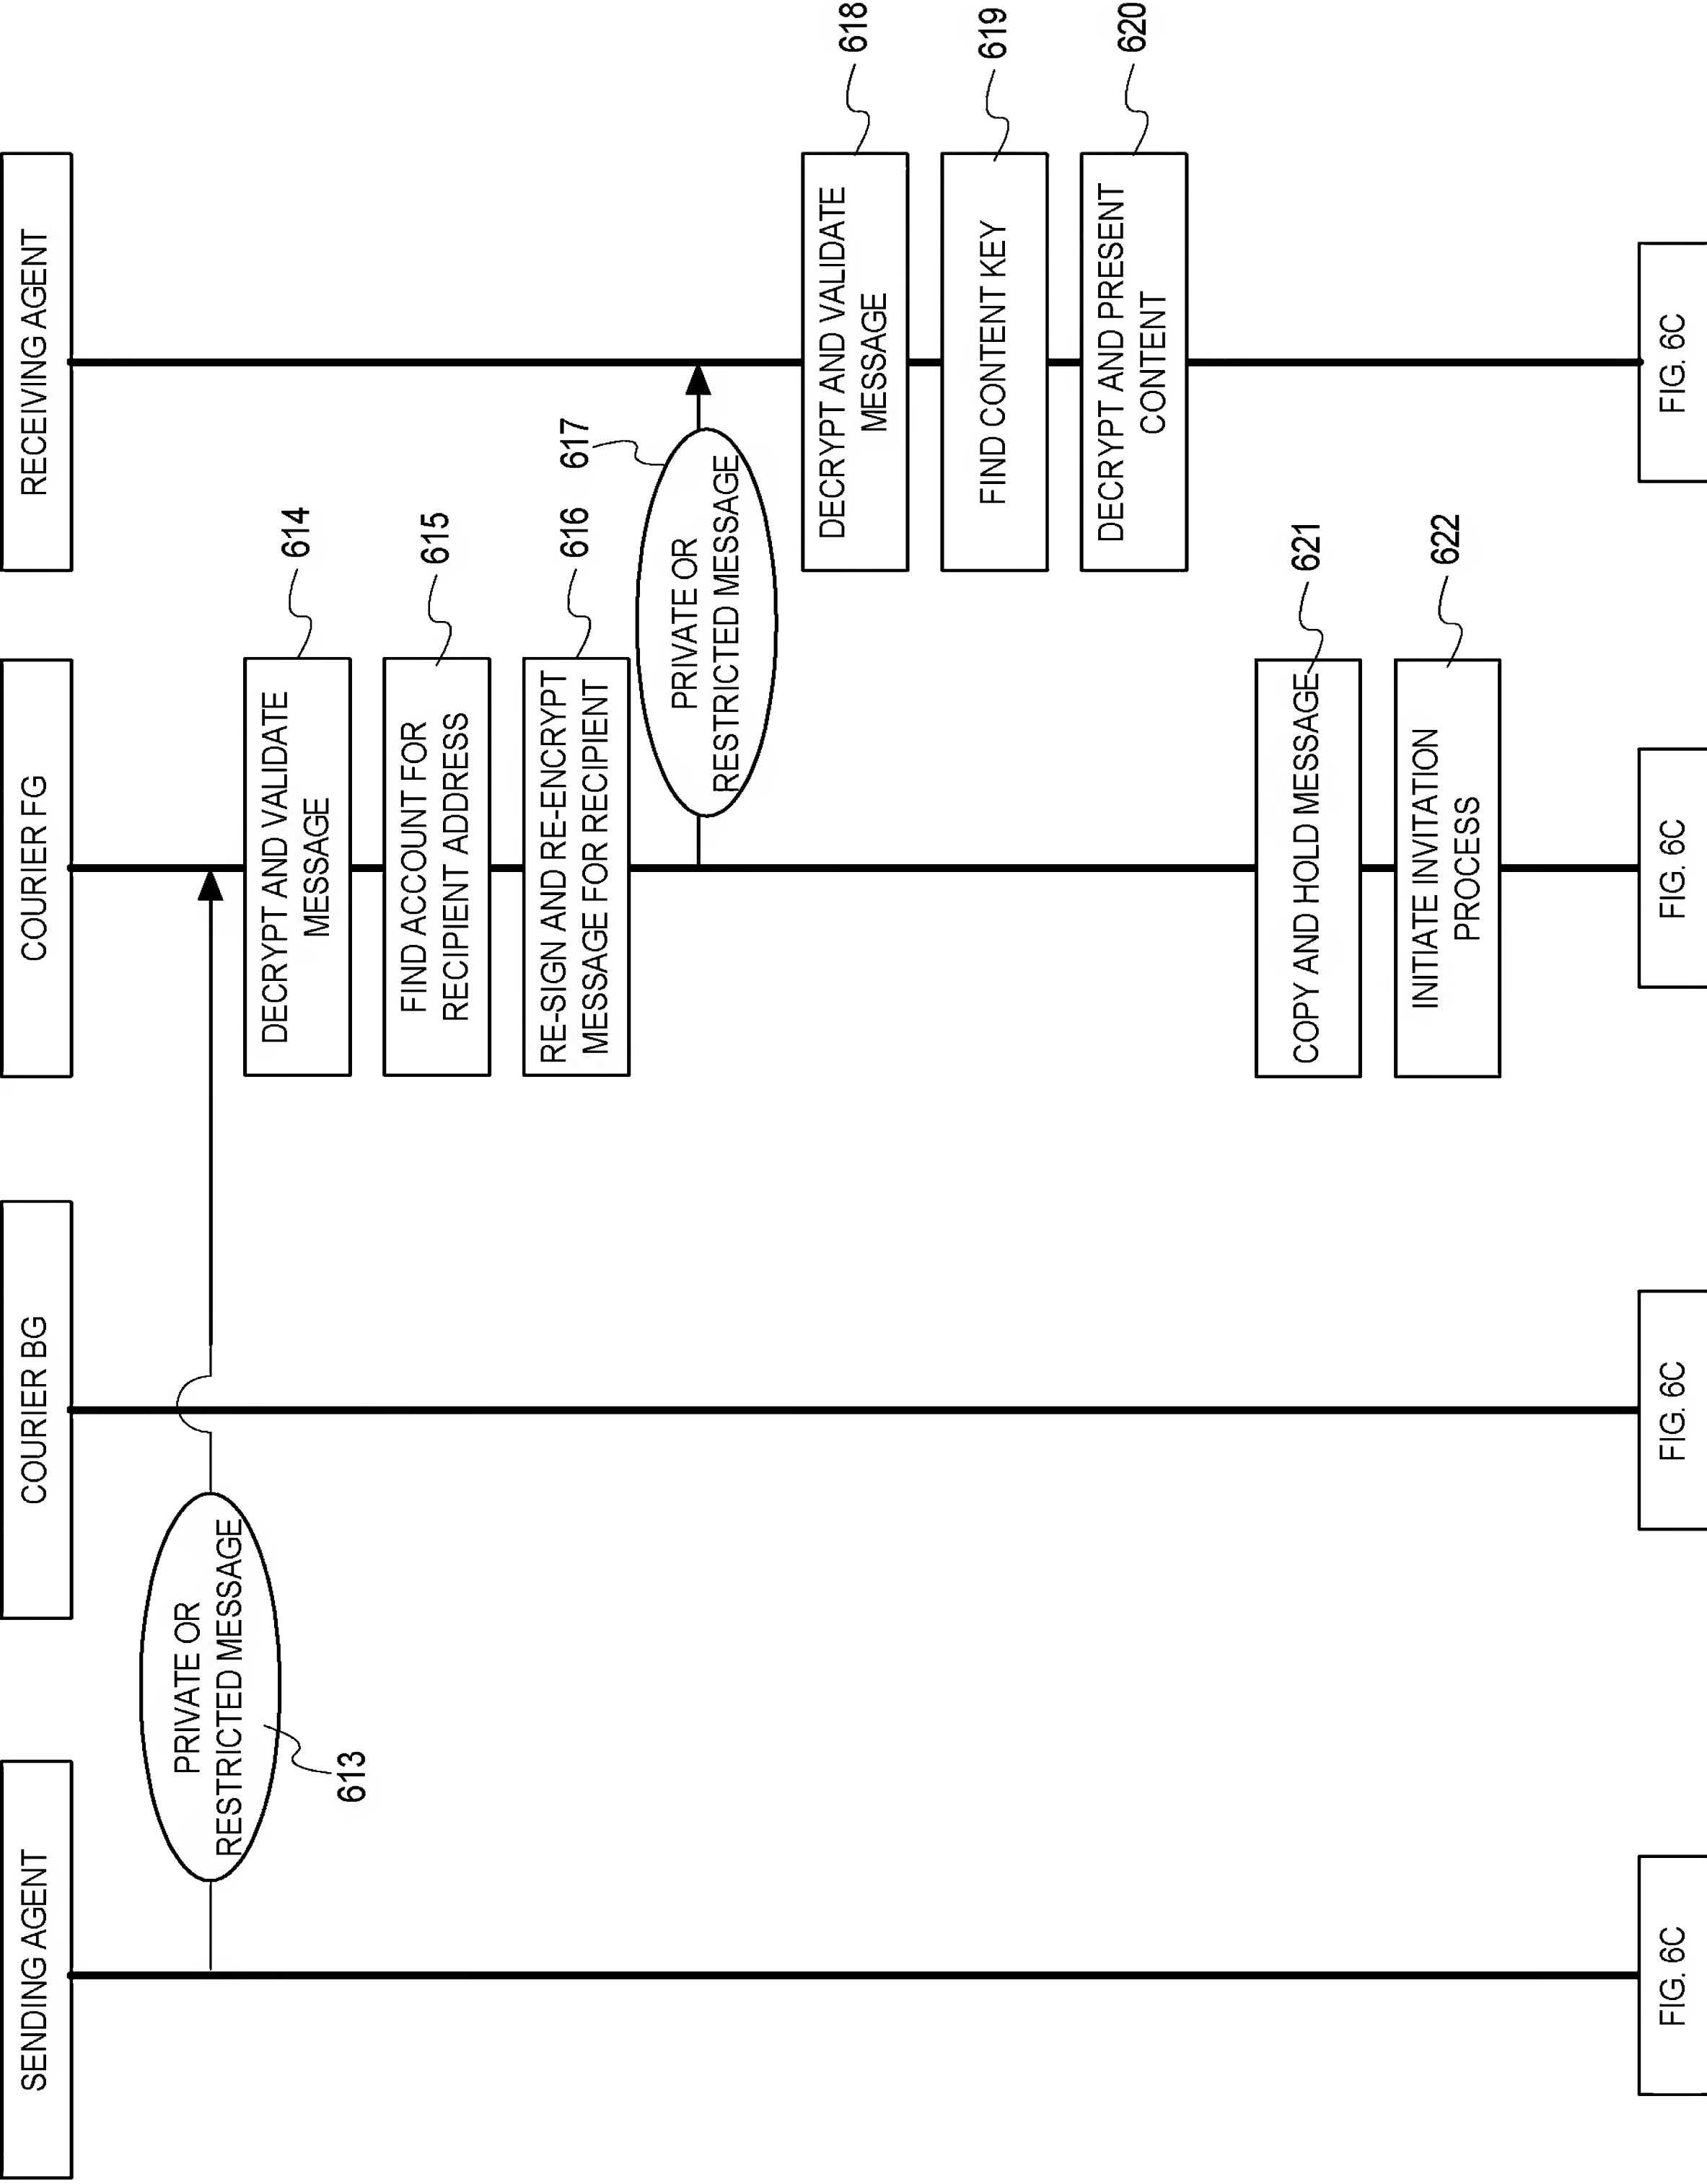 SENDING AGENT
COURIER BG
COURIER FG
RECEIVING AGENT
PRIVATE OR
RESTRICTED MESSAGE
613
DECRYPT AND VALIDATE
MESSAGE
614
FIND ACCOUNT FOR
RECIPIENT ADDRESS
615
RE-SIGN AND RE-ENCRYPT
MESSAGE FOR RECIPIENT
616
PRIVATE OR
RESTRICTED MESSAGE
617
DECRYPT AND VALIDATE
MESSAGE
618
FIND CONTENT KEY
619
DECRYPT AND PRESENT
CONTENT
620
COPY AND HOLD MESSAGE
621
INITIATE INVITATION
PROCESS
622
FIG. 6C
FIG. 6C
FIG. 6C
FIG. 6C